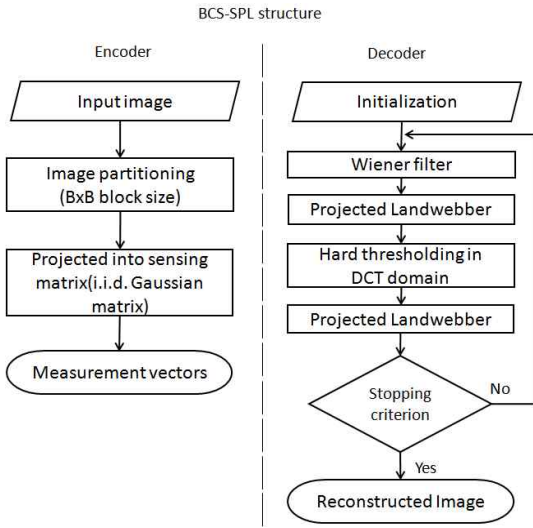 BCS-SPL structure
Encoder
Input image
Image partitioning
(BxB block size)
Projected into sensing
matrix(i.i.d. Gaussian
matrix)
Measurement vectors
Decoder
Initialization
Wiener filter
Projected Landwebber
Hard thresholding in
DCT domain
Projected Landwebber
Stopping
criterion
No
Yes
Reconstructed Image